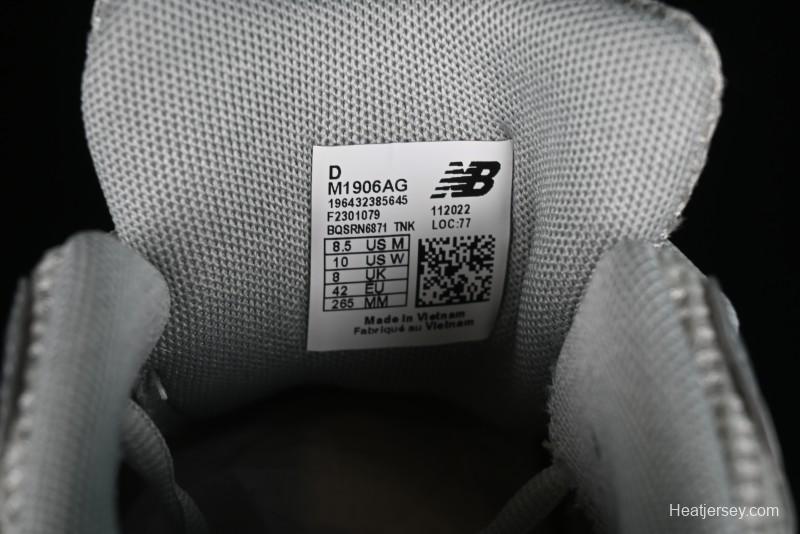 D
M1906AG
NB
196432385645
F2301079
112022
BQSRN6871 TNK
LOC:77
8.5 US M
10 US W
8 UK
42 EU
265 MM
Made in Vietnam
Fabriqué au Vietnam
Heatjersey.com